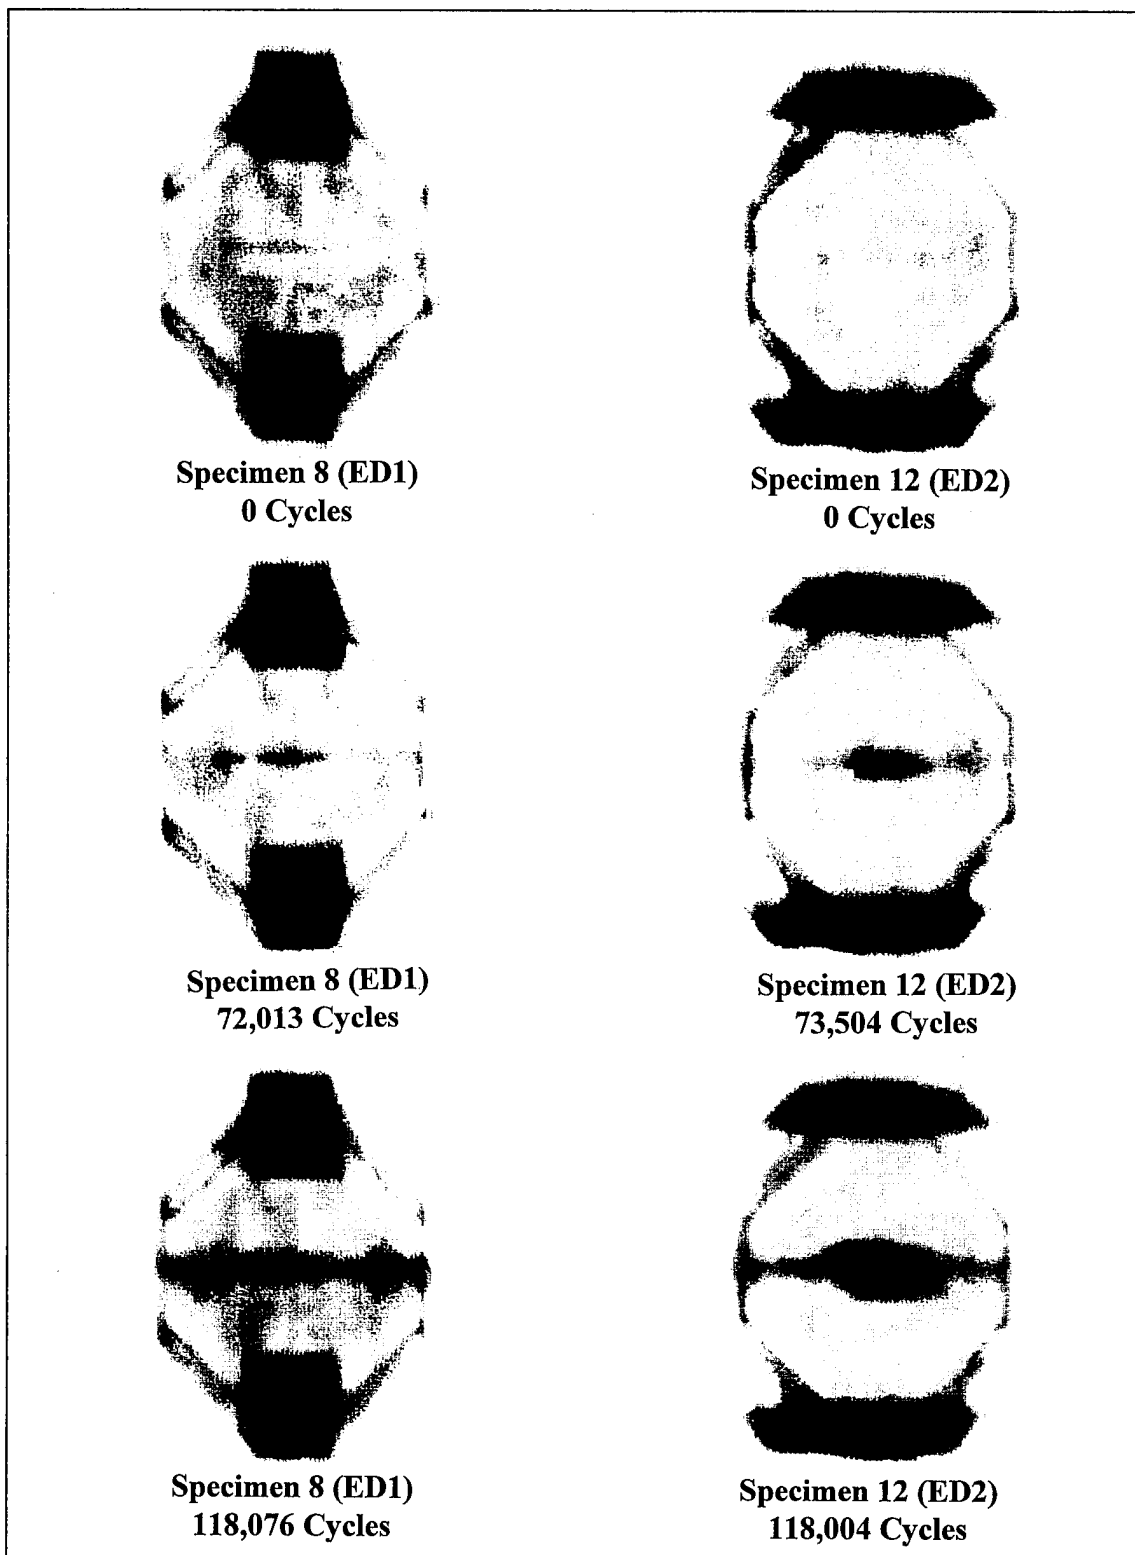 Specimen 8 (ED1)
0 Cycles
Specimen 12 (ED2)
0 Cycles
Specimen 8 (ED1)
72,013 Cycles
Specimen 12 (ED2)
73,504 Cycles
Specimen 8 (ED1)
118,076 Cycles
Specimen 12 (ED2)
118,004 Cycles